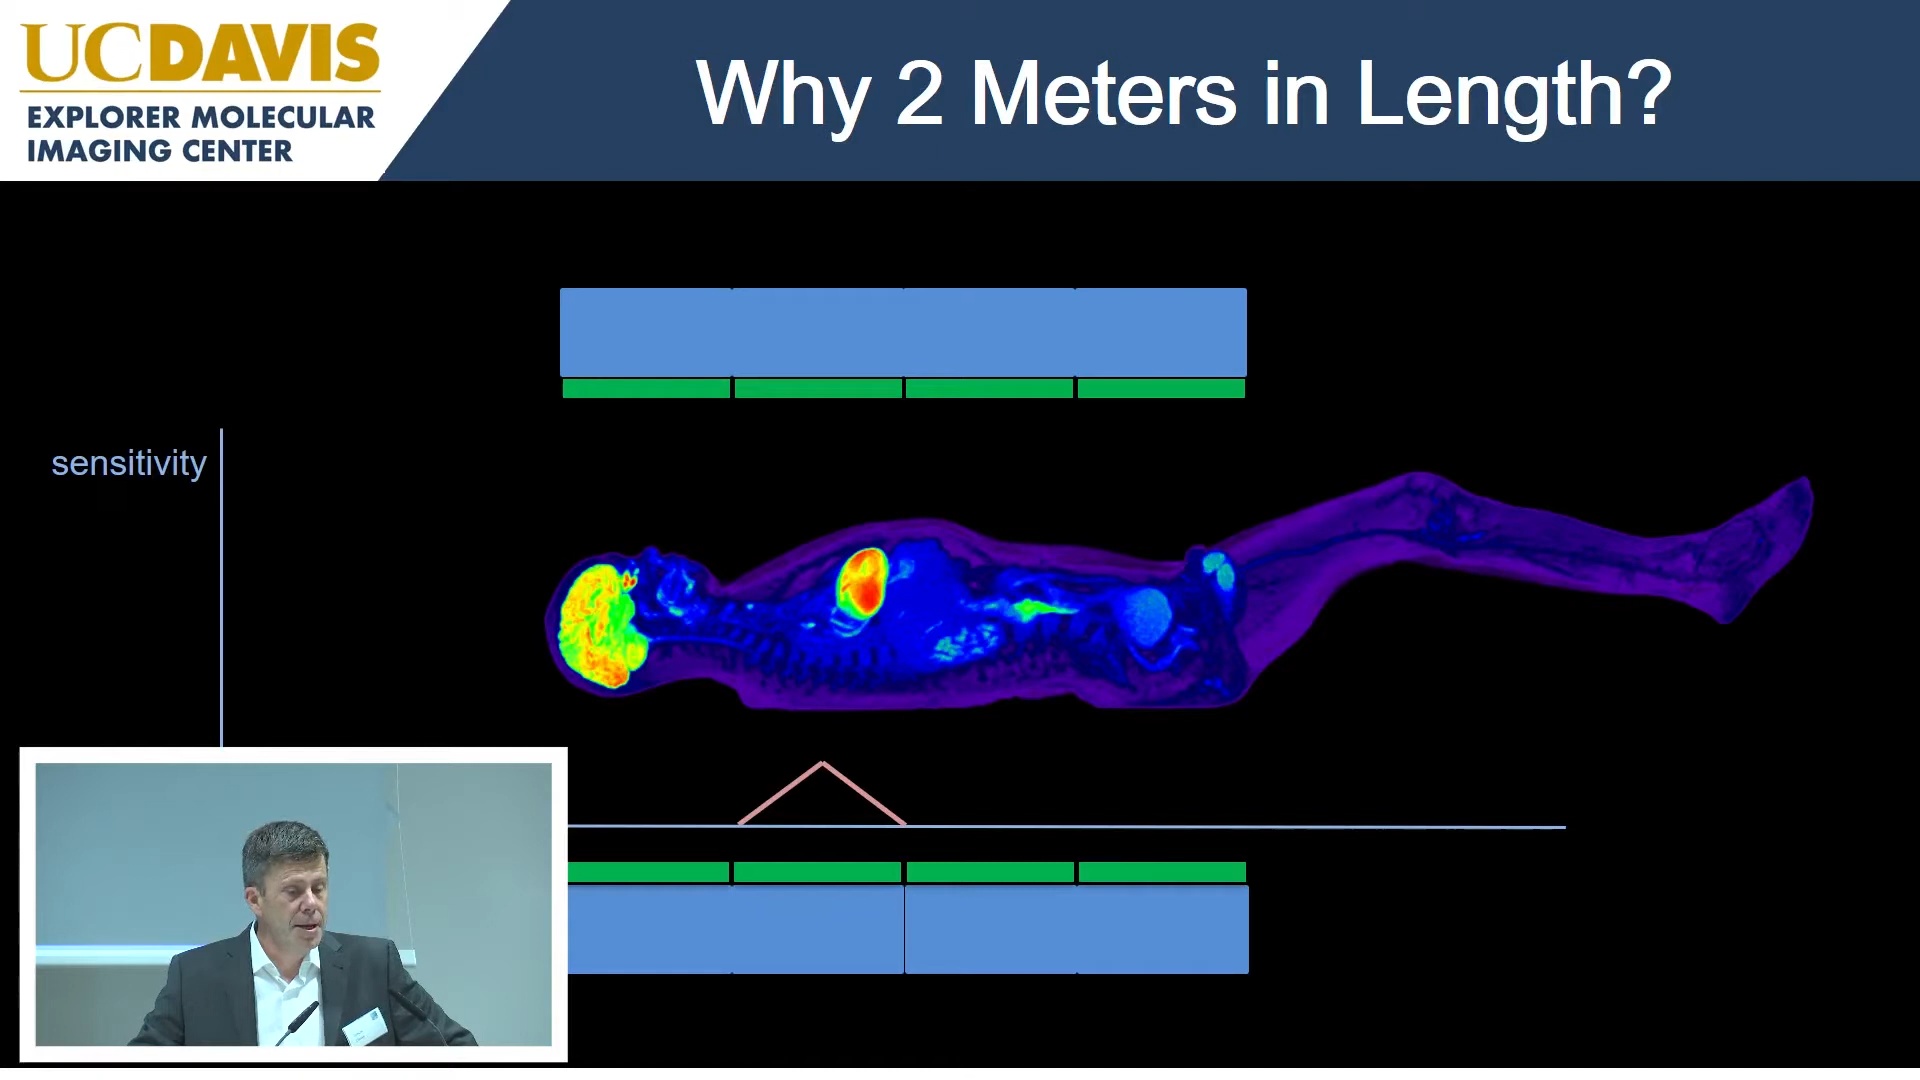 UCDAVIS
EXPLORER MOLECULAR
IMAGING CENTER
Why 2 Meters in Length?
sensitivity